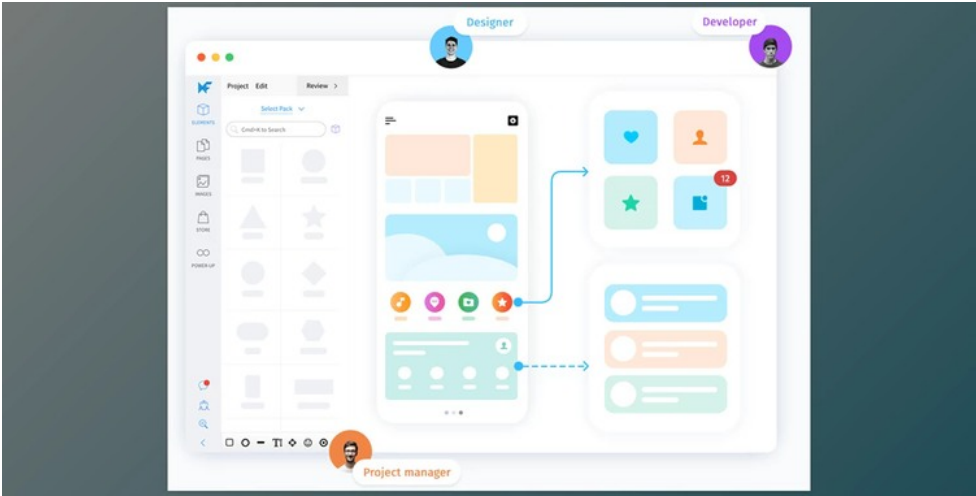 Designer
Developer
Project Edit Review >
Select Pack
Cmd+K to Search
ELEMENTS
PAGES
IMAGES
STORE
POWER-UP
12
TI
Project manager